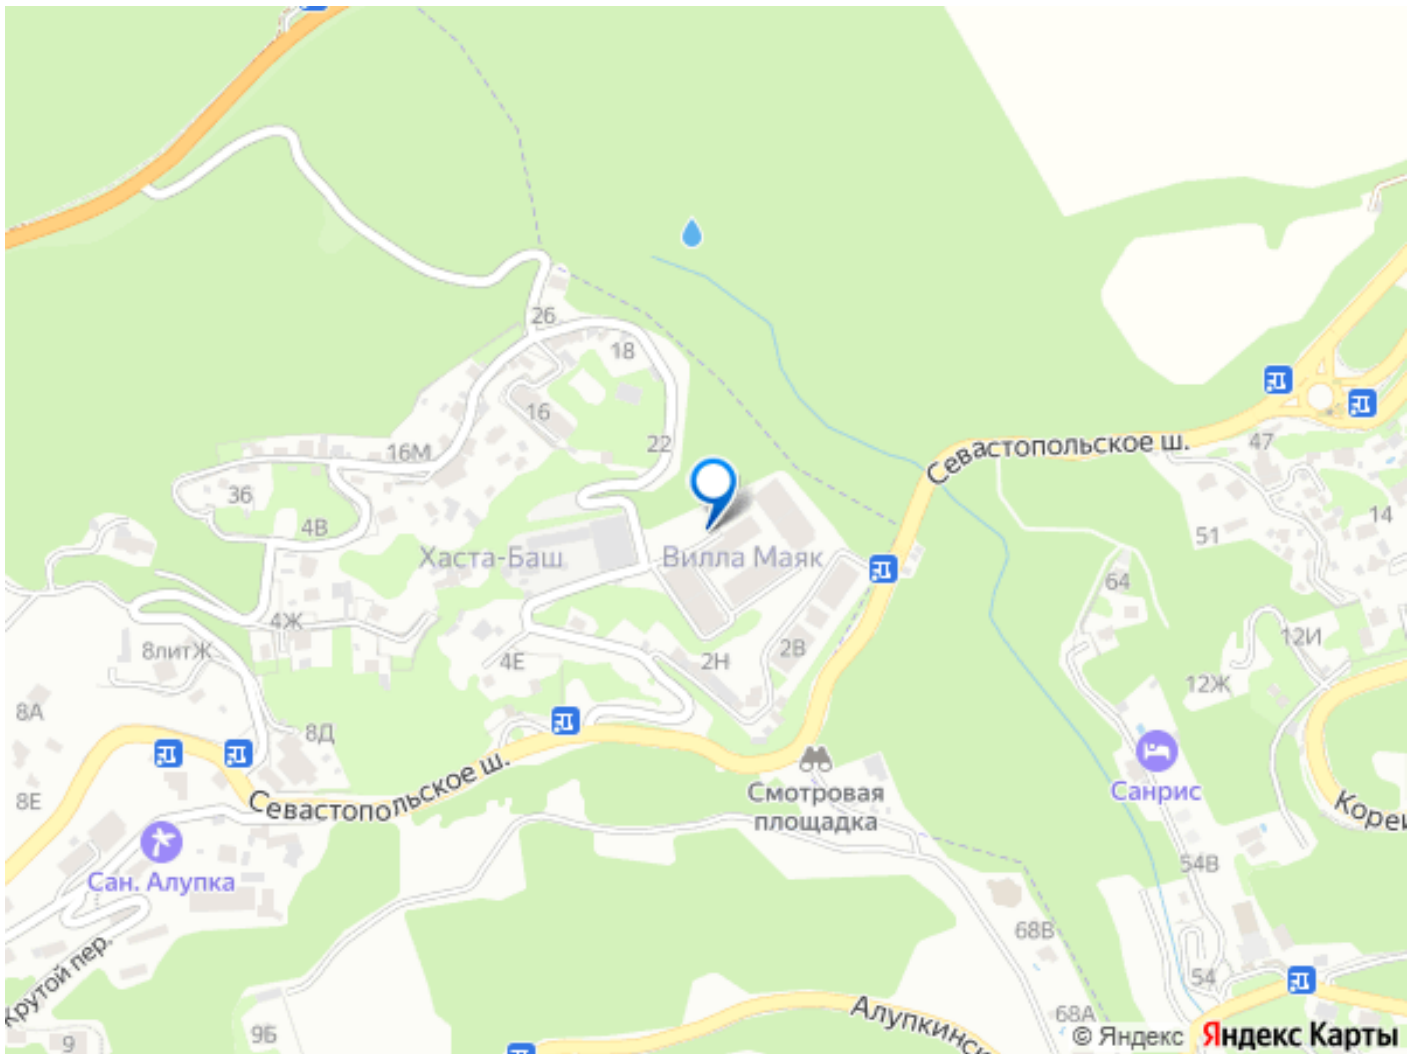 26
18
16
22
16М
Севастопольское ш.
47
36
4В
14
51
Хаста-Баш
Вилла Маяк
64
4Ж
8литЖ
4Е
2Н
2В
12И
12Ж
8А
8Д
Смотровая
площадка
Санрис
8Е
Севастопольское ш.
Кореи
Сан. Алупка
54В
68В
Крутой пер.
54
Алупкинск
68А
9Б
9
© Яндекс Яндекс Карты